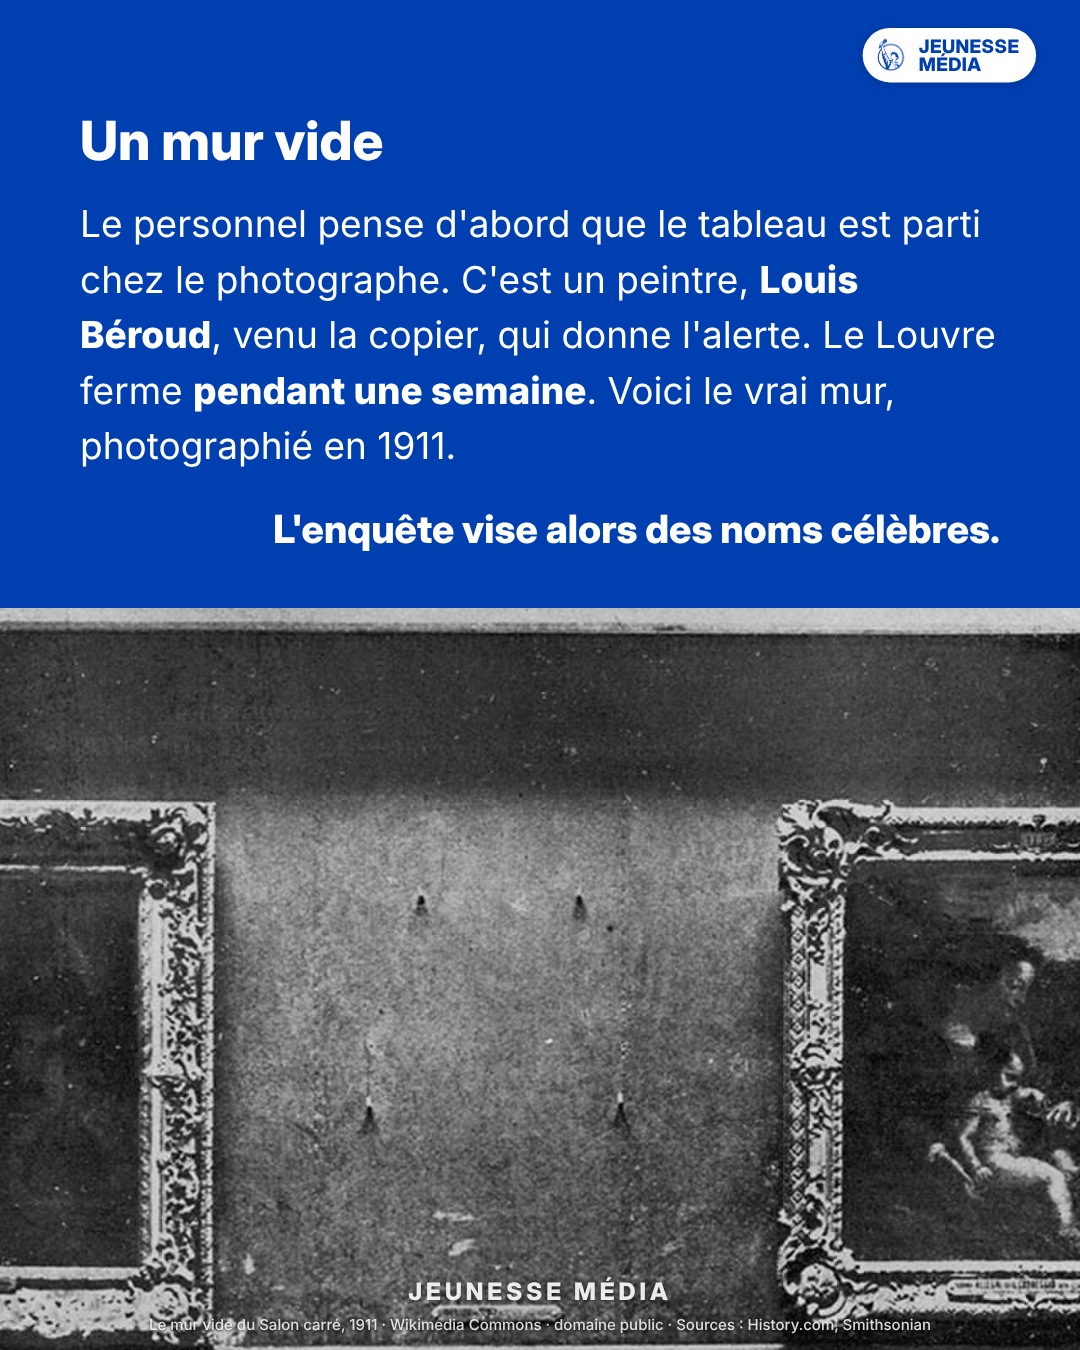 JEUNESSE
MÉDIA
Un mur vide
Le personnel pense d'abord que le tableau est parti
chez le photographe. C'est un peintre, Louis
Béroud, venu la copier, qui donne l'alerte. Le Louvre
ferme pendant une semaine. Voici le vrai mur,
photographié en 1911.
L'enquête vise alors des noms célèbres.
JEUNESSE MÉDIA
Le mur vide du Salon carré, 1911 · Wikimedia Commons · domaine public · Sources : History.com, Smithsonian